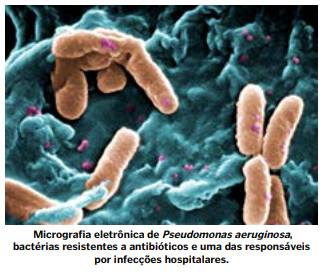 Micrografia eletrônica de Pseudomonas aeruginosa,
bactérias resistentes a antibióticos e uma das responsáveis
por infecções hospitalares.